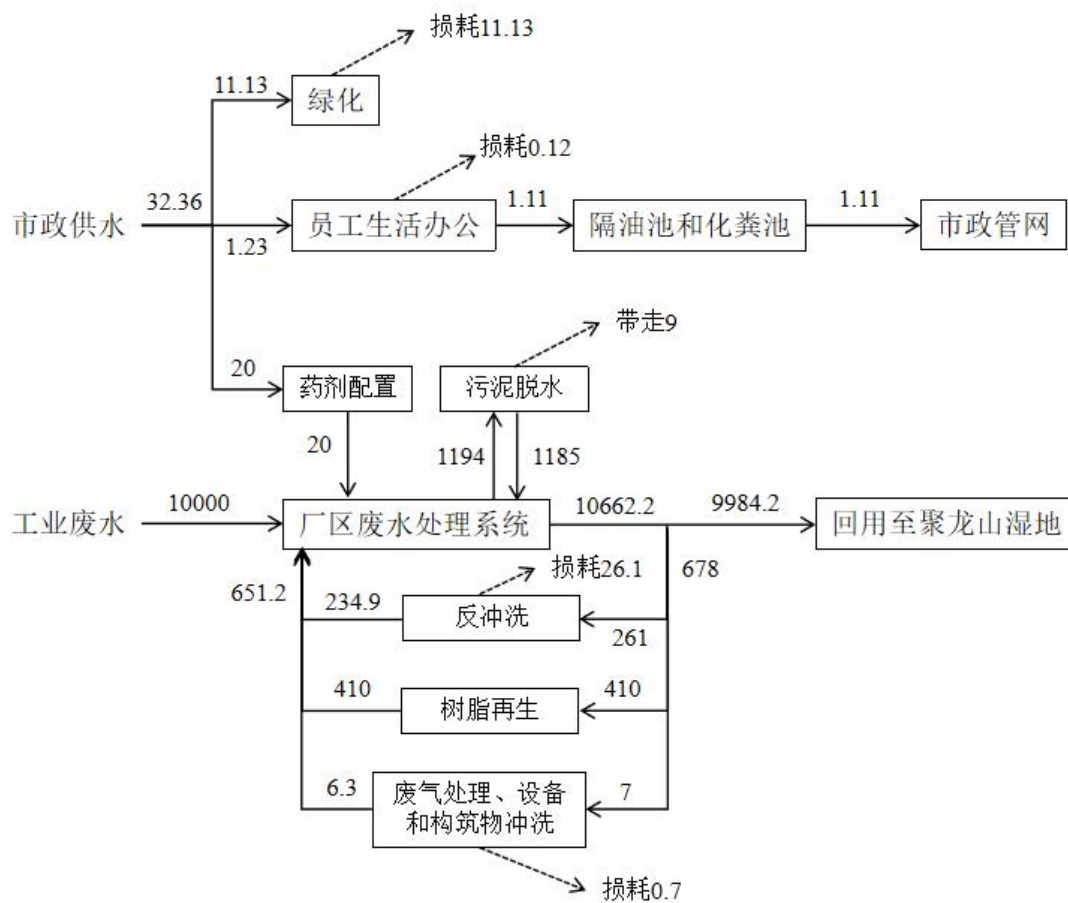 损耗11.13
11.13
绿化
损耗0.12
32.36
1.11
1.11
市政供水
员工生活办公
隔油池和化粪池
市政管网
1.23
带走9
20
药剂配置
污泥脱水
20
1194
1185
10000
10662.2
9984.2
工业废水
厂区废水处理系统
回用至聚龙山湿地
651.2
损耗26.1
678
234.9
反冲洗
261
410
树脂再生
410
6.3
废气处理、设备
和构筑物冲洗
7
损耗0.7